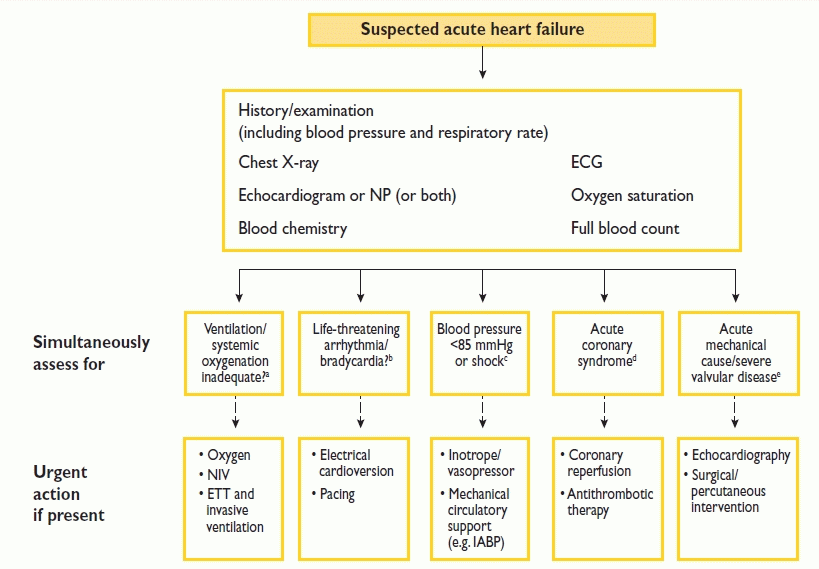 Suspected acute heart failure
History/examination
(including blood pressure and respiratory rate)
Chest X-ray
ECG
Echocardiogram or NP (or both)
Oxygen saturation
Blood chemistry
Full blood count
Simultaneously
assess for
Ventilation/
systemic
oxygenation
inadequate?ᵃ
Life-threatening
arrhythmia/
bradycardia?ᵇ
Blood pressure
<85 mmHg
or shockᶜ
Acute
coronary
syndromeᵈ
Acute
mechanical
cause/severe
valvular diseaseᵉ
Urgent
action
if present
• Oxygen
• NIV
• ETT and
invasive
ventilation
• Electrical
cardioversion
• Pacing
• Inotrope/
vasopressor
• Mechanical
circulatory
support
(e.g. IABP)
• Coronary
reperfusion
• Antithrombotic
therapy
• Echocardiography
• Surgical/
percutaneous
intervention